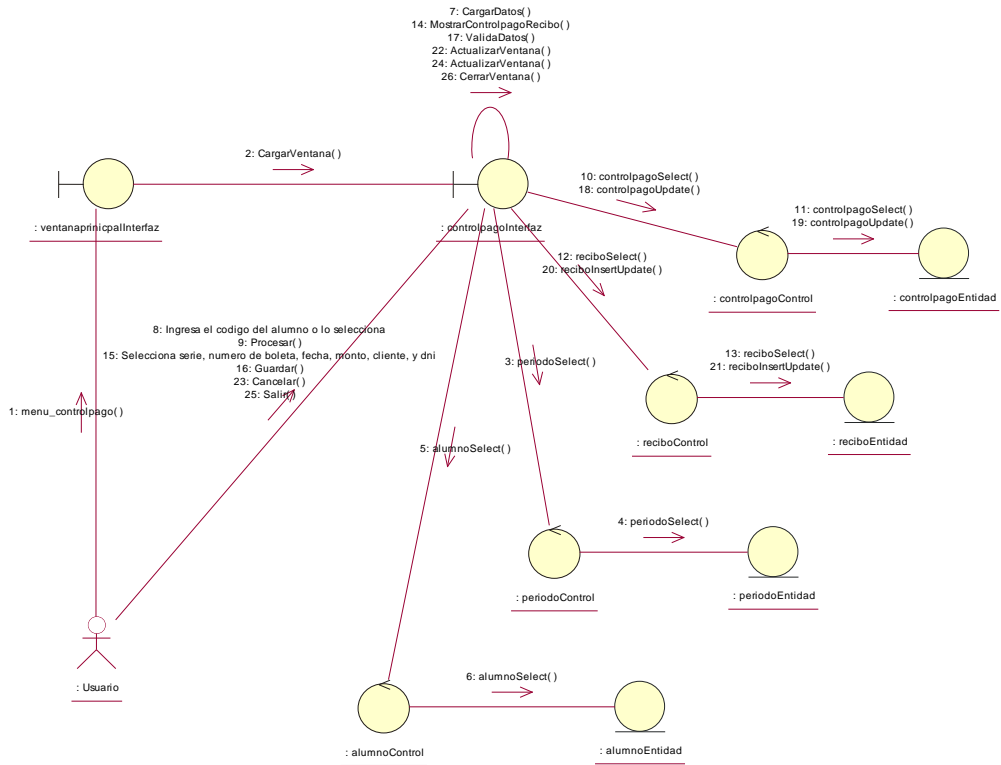 7: CargarDatos( )
14: MostrarControlpagoRecibo( )
17: ValidaDatos( )
22: ActualizarVentana( )
24: ActualizarVentana( )
26: CerrarVentana( )
2: CargarVentana( )
10: controlpagoSelect( )
18: controlpagoUpdate( )
11: controlpagoSelect( )
19: controlpagoUpdate( )
: ventanaprinicpalInterfaz
: controlpagoInterfaz
12: reciboSelect( )
20: reciboInsertUpdate( )
: controlpagoControl
: controlpagoEntidad
8: Ingresa el codigo del alumno o lo selecciona
9: Procesar( )
15: Selecciona serie, numero de boleta, fecha, monto, cliente, y dni
16: Guardar( )
23: Cancelar( )
25: Salir( )
3: periodoSelect( )
13: reciboSelect( )
21: reciboInsertUpdate( )
1: menu_controlpago( )
: reciboControl
: reciboEntidad
5: alumnoSelect( )
4: periodoSelect( )
: periodoControl
: periodoEntidad
: Usuario
6: alumnoSelect( )
: alumnoControl
: alumnoEntidad